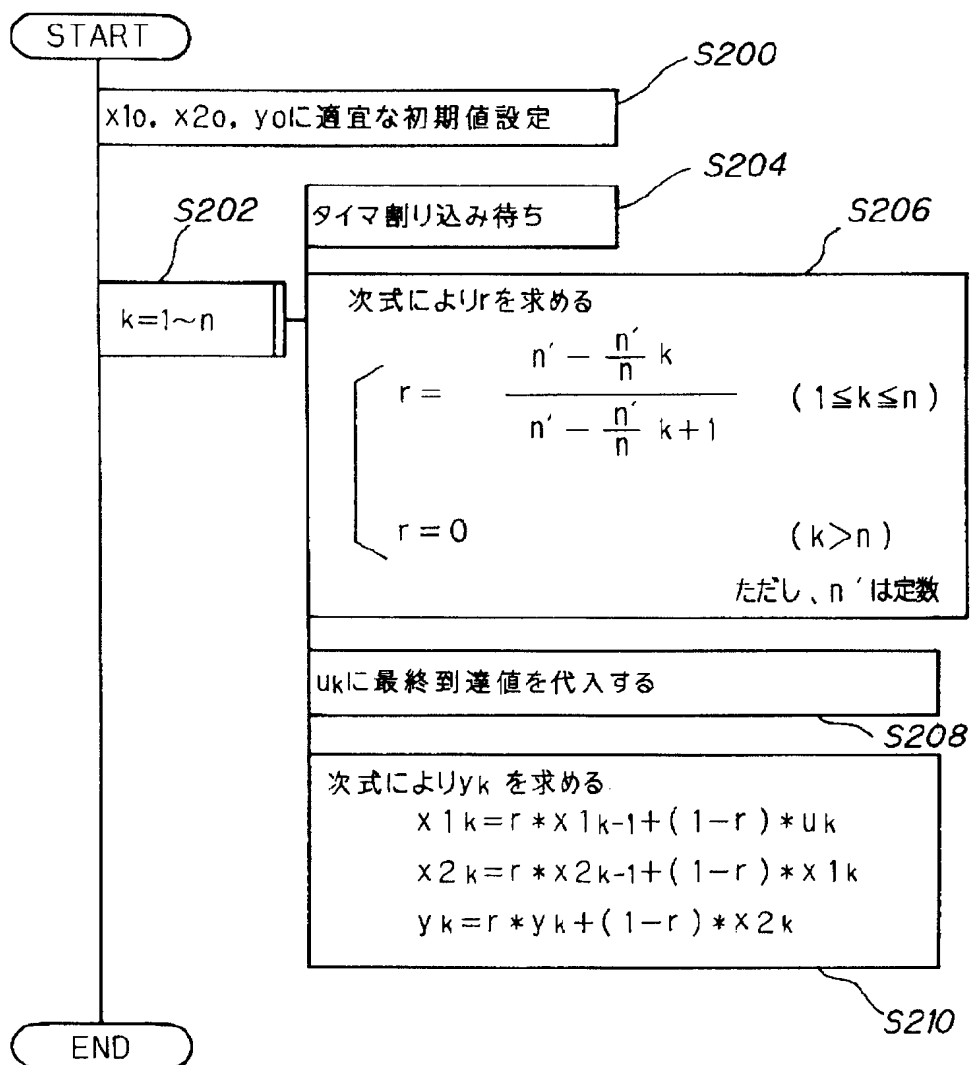 START
S200
x1o, x2o, yoに適宜な初期値設定
S204
タイマ割り込み待ち
S202
k=1~n
S206
次式によりrを求める
r = (n′ − n′/n k) / (n′ − n′/n k+1) (1≦k≦n)
r = 0 (k>n)
ただし、n′は定数
ukに最終到達値を代入する
S208
次式によりyk を求める
x1k=r*x1k-1+(1-r)*uk
x2k=r*x2k-1+(1-r)*x1k
yk=r*yk+(1-r)*x2k
S210
END